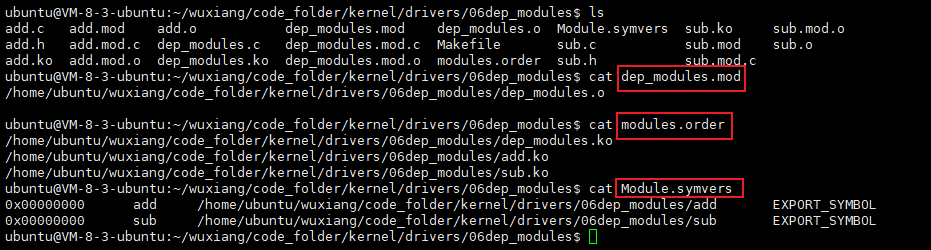 ubuntu@VM-8-3-ubuntu:~/wuxiang/code_folder/kernel/drivers/06dep_modules$ ls
add.c   add.mod    add.o           dep_modules.mod    dep_modules.o  Module.symvers  sub.ko     sub.mod.o
add.h   add.mod.c  dep_modules.c   dep_modules.mod.c  Makefile       sub.c           sub.mod    sub.o
add.ko  add.mod.o  dep_modules.ko  dep_modules.mod.o  modules.order  sub.h           sub.mod.c
ubuntu@VM-8-3-ubuntu:~/wuxiang/code_folder/kernel/drivers/06dep_modules$ cat dep_modules.mod
/home/ubuntu/wuxiang/code_folder/kernel/drivers/06dep_modules/dep_modules.o
ubuntu@VM-8-3-ubuntu:~/wuxiang/code_folder/kernel/drivers/06dep_modules$ cat modules.order
/home/ubuntu/wuxiang/code_folder/kernel/drivers/06dep_modules/dep_modules.ko
/home/ubuntu/wuxiang/code_folder/kernel/drivers/06dep_modules/add.ko
/home/ubuntu/wuxiang/code_folder/kernel/drivers/06dep_modules/sub.ko
ubuntu@VM-8-3-ubuntu:~/wuxiang/code_folder/kernel/drivers/06dep_modules$ cat Module.symvers
0x00000000      add     /home/ubuntu/wuxiang/code_folder/kernel/drivers/06dep_modules/add       EXPORT_SYMBOL
0x00000000      sub     /home/ubuntu/wuxiang/code_folder/kernel/drivers/06dep_modules/sub       EXPORT_SYMBOL
ubuntu@VM-8-3-ubuntu:~/wuxiang/code_folder/kernel/drivers/06dep_modules$